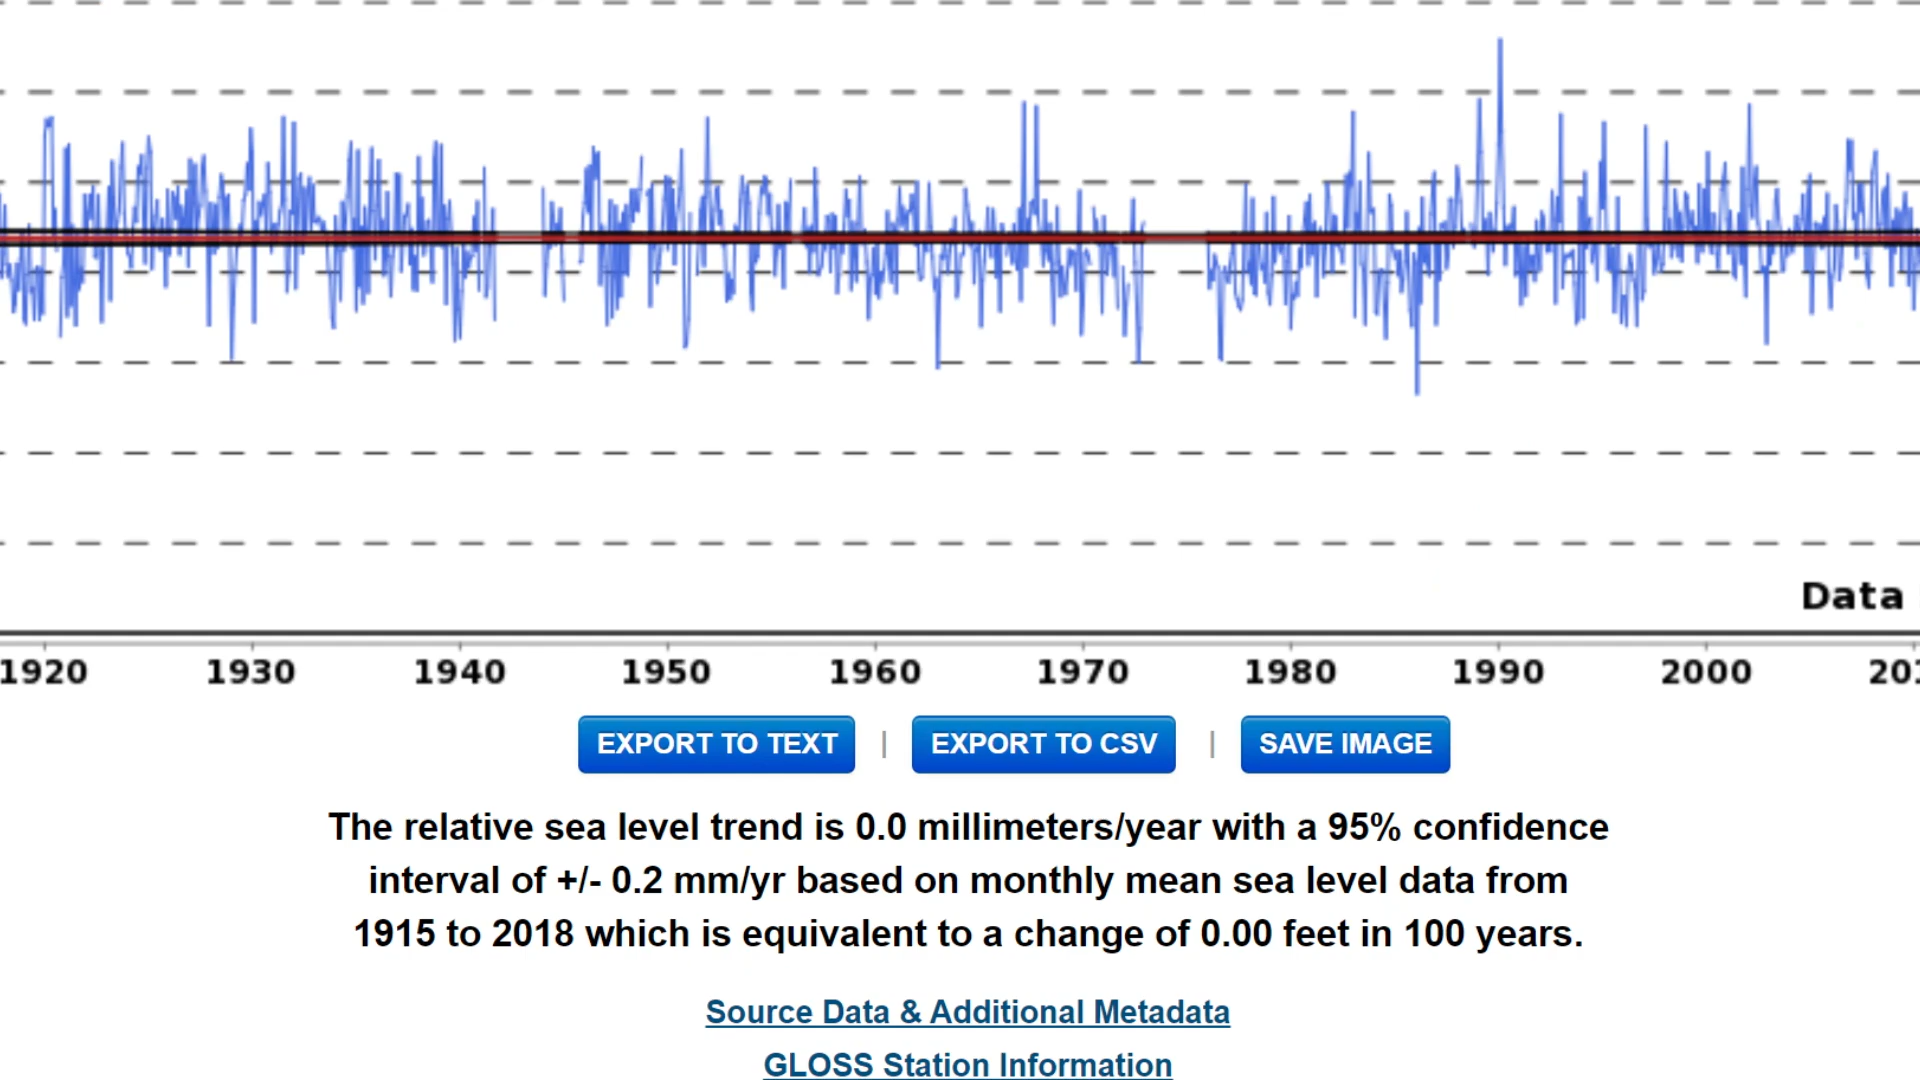 Data
1920 1930 1940 1950 1960 1970 1980 1990 2000 201
EXPORT TO TEXT | EXPORT TO CSV | SAVE IMAGE
The relative sea level trend is 0.0 millimeters/year with a 95% confidence
interval of +/- 0.2 mm/yr based on monthly mean sea level data from
1915 to 2018 which is equivalent to a change of 0.00 feet in 100 years.
Source Data & Additional Metadata
GLOSS Station Information